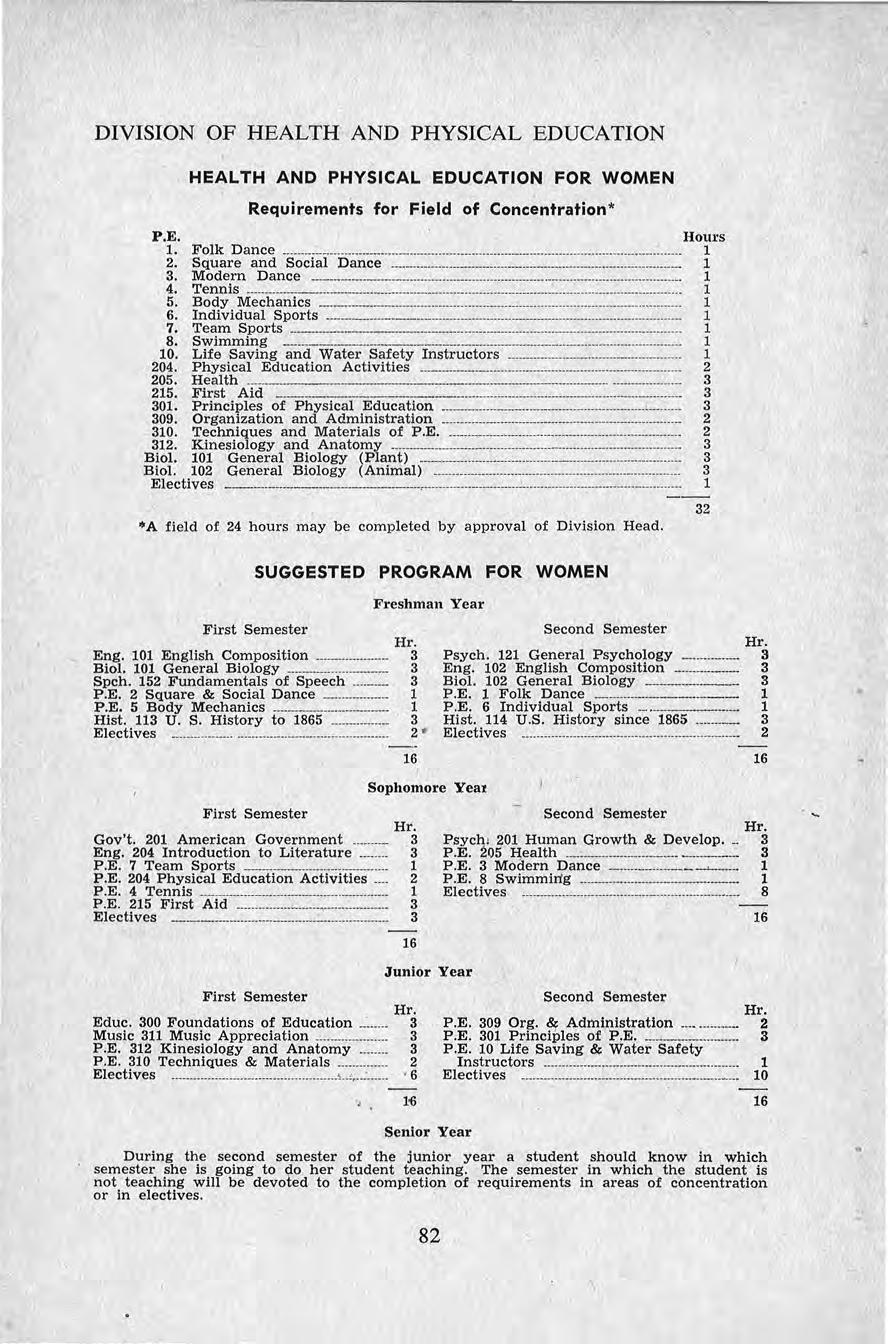 DIVISION OF HEALTH AND PHYSICAL EDUCATION
HEALTH AND PHYSICAL EDUCATION FOR WOMEN
Requirements for Field of Concentration*
P.E. Hours
1. Folk Dance 1
2. Square and Social Dance 1
3. Modern Dance 1
4. Tennis 1
5. Body Mechanics 1
6. Individual Sports 1
7. Team Sports 1
8. Swimming 1
10. Life Saving and Water Safety Instructors 1
204. Physical Education Activities 2
205. Health 3
215. First Aid 3
301. Principles of Physical Education 3
309. Organization and Administration 2
310. Techniques and Materials of P.E. 2
312. Kinesiology and Anatomy 3
Biol. 101 General Biology (Plant) 3
Biol. 102 General Biology (Animal) 3
Electives 1
32
*A field of 24 hours may be completed by approval of Division Head.
SUGGESTED PROGRAM FOR WOMEN
Freshman Year
First Semester
Hr.
Eng. 101 English Composition 3
Biol. 101 General Biology 3
Spch. 152 Fundamentals of Speech 3
P.E. 2 Square & Social Dance 1
P.E. 5 Body Mechanics 1
Hist. 113 U. S. History to 1865 3
Electives 2
16
Second Semester
Hr.
Psych. 121 General Psychology 3
Eng. 102 English Composition 3
Biol. 102 General Biology 3
P.E. 1 Folk Dance 1
P.E. 6 Individual Sports 1
Hist. 114 U.S. History since 1865 3
Electives 2
16
Sophomore Year
First Semester
Hr.
Gov't. 201 American Government 3
Eng. 204 Introduction to Literature 3
P.E. 7 Team Sports 1
P.E. 204 Physical Education Activities 2
P.E. 4 Tennis 1
P.E. 215 First Aid 3
Electives 3
16
Second Semester
Hr.
Psych. 201 Human Growth & Develop. 3
P.E. 205 Health 3
P.E. 3 Modern Dance 1
P.E. 8 Swimming 1
Electives 8
16
Junior Year
First Semester
Hr.
Educ. 300 Foundations of Education 3
Music 311 Music Appreciation 3
P.E. 312 Kinesiology and Anatomy 3
P.E. 310 Techniques & Materials 2
Electives 6
16
Second Semester
Hr.
P.E. 309 Org. & Administration 2
P.E. 301 Principles of P.E. 3
P.E. 10 Life Saving & Water Safety
Instructors 1
Electives 10
16
Senior Year
During the second semester of the junior year a student should know in which
semester she is going to do her student teaching. The semester in which the student is
not teaching will be devoted to the completion of requirements in areas of concentration
or in electives.
82